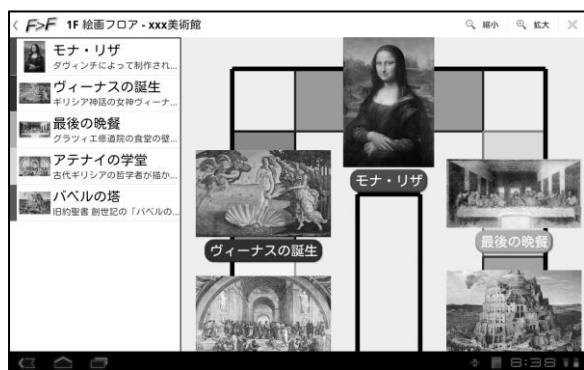 F>F 1F 絵画フロア - xxx美術館
縮小
拡大
モナ・リザ
ダヴィンチによって制作され...
ヴィーナスの誕生
ギリシア神話の女神ヴィーナ...
最後の晩餐
グラツィエ修道院の食堂の壁...
アテナイの学堂
古代ギリシアの哲学者が描か...
バベルの塔
旧約聖書 創世記の「バベルの...
モナ・リザ
ヴィーナスの誕生
最後の晩餐
8:38